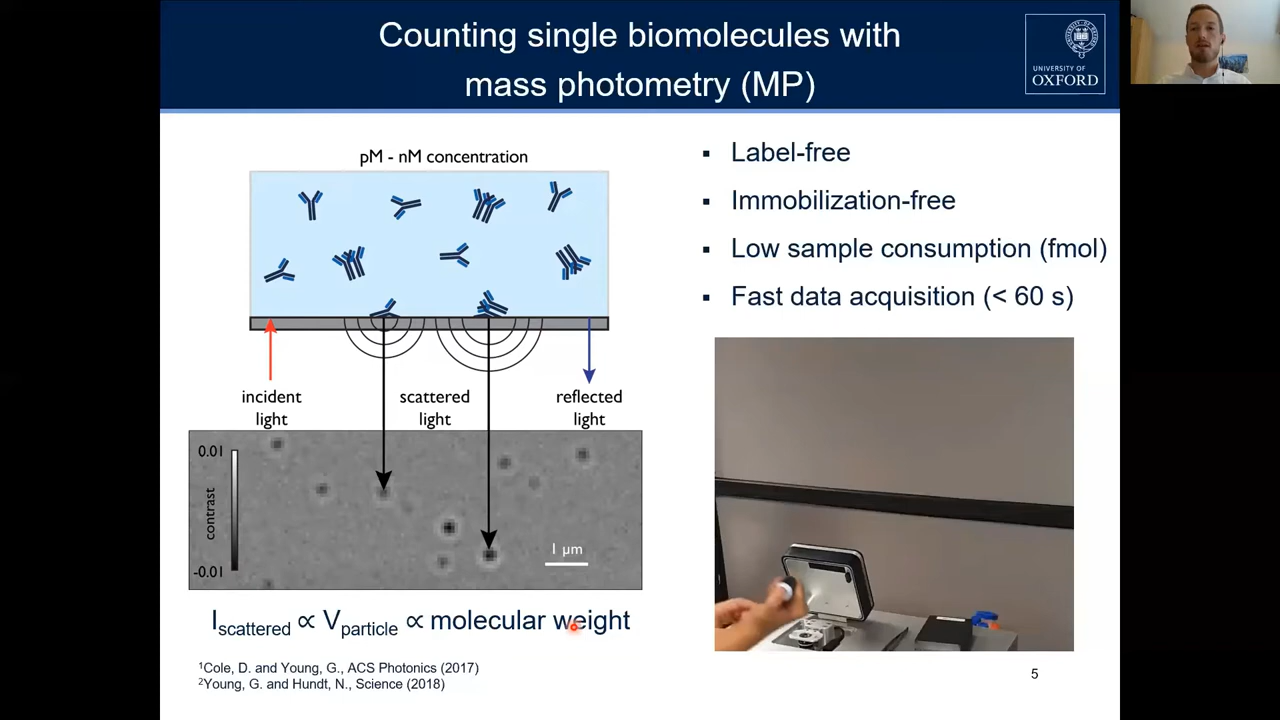 Counting single biomolecules with
mass photometry (MP)
UNIVERSITY OF
OXFORD
pM - nM concentration
incident
light
scattered
light
reflected
light
0.01
contrast
-0.01
1 μm
I scattered ∝ V particle ∝ molecular weight
1Cole, D. and Young, G., ACS Photonics (2017)
2Young, G. and Hundt, N., Science (2018)
▪ Label-free
▪ Immobilization-free
▪ Low sample consumption (fmol)
▪ Fast data acquisition (< 60 s)
5